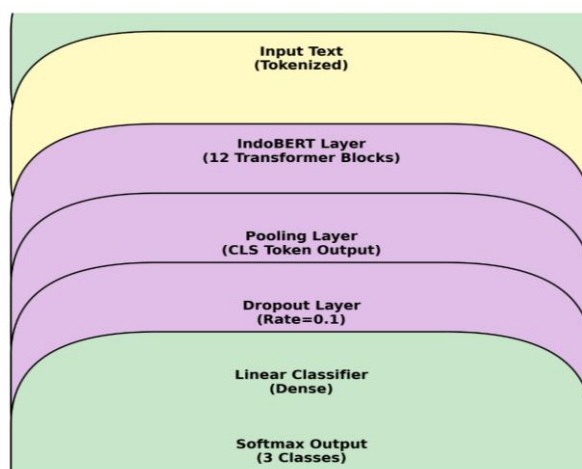 Input Text
(Tokenized)
IndoBERT Layer
(12 Transformer Blocks)
Pooling Layer
(CLS Token Output)
Dropout Layer
(Rate=0.1)
Linear Classifier
(Dense)
Softmax Output
(3 Classes)